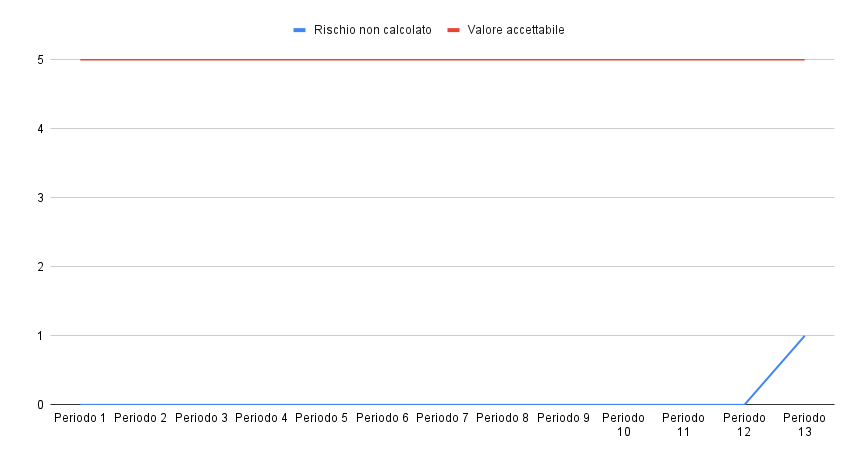 Rischio non calcolato
Valore accettabile
5
4
3
2
1
0
Periodo 1
Periodo 2
Periodo 3
Periodo 4
Periodo 5
Periodo 6
Periodo 7
Periodo 8
Periodo 9
Periodo
10
Periodo
11
Periodo
12
Periodo
13